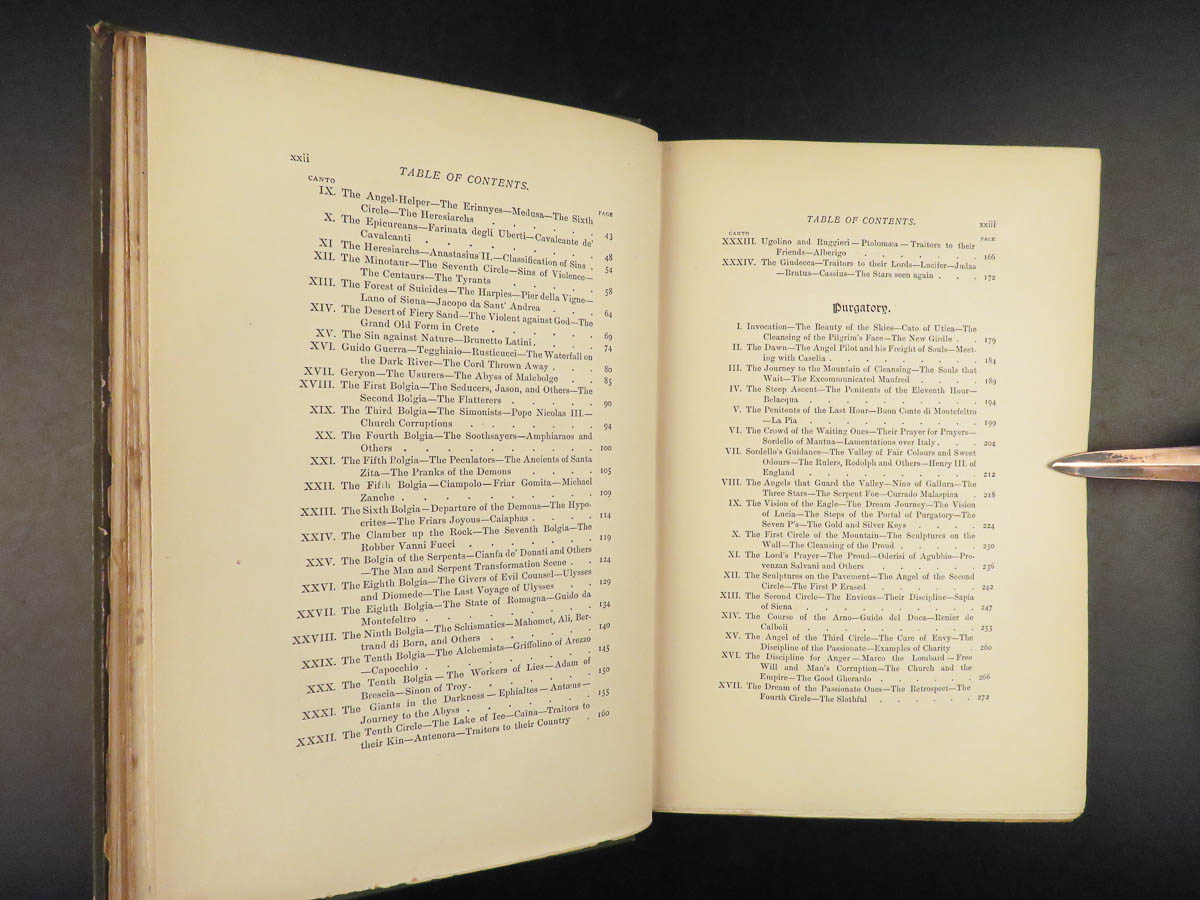 xxii
TABLE OF CONTENTS.
CANTO
PAGE
IX. The Angel-Helper—The Erinnyes—Medusa—The Sixth
Circle—The Heresiarchs . . . . . . 43
X. The Epicureans—Farinata degli Uberti—Cavalcante de'
Cavalcanti . . . . . . . . 48
XI The Heresiarchs—Anastasius II.—Classification of Sins . 54
XII. The Minotaur—The Seventh Circle—Sins of Violence—
The Centaurs—The Tyrants . . . . . 58
XIII. The Forest of Suicides—The Harpies—Pier della Vigne—
Lano of Siena—Jacopo da Sant' Andrea . . . 64
XIV. The Desert of Fiery Sand—The Violent against God—The
Grand Old Form in Crete . . . . . 69
XV. The Sin against Nature—Brunetto Latini . . . . 74
XVI. Guido Guerra—Tegghiaio—Rusticucci—The Waterfall on
the Dark River—The Cord Thrown Away . . . 80
XVII. Geryon—The Usurers—The Abyss of Malebolge . . 85
XVIII. The First Bolgia—The Seducers, Jason, and Others—The
Second Bolgia—The Flatterers . . . . . 90
XIX. The Third Bolgia—The Simonists—Pope Nicolas III.—
Church Corruptions . . . . . . 94
XX. The Fourth Bolgia—The Soothsayers—Amphiaraos and
Others . . . . . . . . 100
XXI. The Fifth Bolgia—The Peculators—The Ancients of Santa
Zita—The Pranks of the Demons . . . . 105
XXII. The Fifth Bolgia—Ciampolo—Friar Gomita—Michael
Zanche . . . . . . . . 109
XXIII. The Sixth Bolgia—Departure of the Demons—The Hypo-
crites—The Friars Joyous—Caiaphas . . . . 114
XXIV. The Clamber up the Rock—The Seventh Bolgia—The
Robber Vanni Fucci . . . . . . 119
XXV. The Bolgia of the Serpents—Cianfa de' Donati and Others
—The Man and Serpent Transformation Scene . . 124
XXVI. The Eighth Bolgia—The Givers of Evil Counsel—Ulysses
and Diomede—The Last Voyage of Ulysses . . 129
XXVII. The Eighth Bolgia—The State of Romagna—Guido da
Montefeltro . . . . . . . 134
XXVIII. The Ninth Bolgia—The Schismatics—Mahomet, Ali, Ber-
trand di Born, and Others . . . . . 140
XXIX. The Tenth Bolgia—The Alchemists—Griffolino of Arezzo
—Capocchio . . . . . . . 145
XXX. The Tenth Bolgia—The Workers of Lies—Adam of
Brescia—Sinon of Troy . . . . . . 150
XXXI. The Giants in the Darkness—Ephialtes—Antæus—
Journey to the Abyss . . . . . . 155
XXXII. The Tenth Circle—The Lake of Ice—Caïna—Traitors to
their Kin—Antenora—Traitors to their Country . 160
TABLE OF CONTENTS. xxiii
CANTO PAGE
XXXIII. Ugolino and Ruggieri—Ptolomæa—Traitors to their
Friends—Alberigo . . . . . . 166
XXXIV. The Giudecca—Traitors to their Lords—Lucifer—Judas
—Brutus—Cassius—The Stars seen again . . . 172
Purgatory.
I. Invocation—The Beauty of the Skies—Cato of Utica—The
Cleansing of the Pilgrim's Face—The New Girdle . . 179
II. The Dawn—The Angel Pilot and his Freight of Souls—Meet-
ing with Casella . . . . . . . 184
III. The Journey to the Mountain of Cleansing—The Souls that
Wait—The Excommunicated Manfred . . . . 189
IV. The Steep Ascent—The Penitents of the Eleventh Hour—
Belacqua . . . . . . . . 194
V. The Penitents of the Last Hour—Buon Conte di Montefeltro
—La Pia . . . . . . . . 199
VI. The Crowd of the Waiting Ones—Their Prayer for Prayers—
Sordello of Mantua—Lamentations over Italy . . . 204
VII. Sordello's Guidance—The Valley of Fair Colours and Sweet
Odours—The Rulers, Rodolph and Others—Henry III. of
England . . . . . . . . 212
VIII. The Angels that Guard the Valley—Nino of Gallura—The
Three Stars—The Serpent Foe—Currado Malaspina . 218
IX. The Vision of the Eagle—The Dream Journey—The Vision
of Lucia—The Steps of the Portal of Purgatory—The
Seven P's—The Gold and Silver Keys . . . . 224
X. The First Circle of the Mountain—The Sculptures on the
Wall—The Cleansing of the Proud . . . . . 230
XI. The Lord's Prayer—The Proud—Oderisi of Agubbio—Pro-
venzan Salvani and Others . . . . . 236
XII. The Sculptures on the Pavement—The Angel of the Second
Circle—The First P Erased . . . . . 242
XIII. The Second Circle—The Envious—Their Discipline—Sapia
of Siena . . . . . . . . 247
XIV. The Course of the Arno—Guido del Duca—Renier de
Calboli . . . . . . . . 253
XV. The Angel of the Third Circle—The Cure of Envy—The
Discipline of the Passionate—Examples of Charity . 260
XVI. The Discipline for Anger—Marco the Lombard—Free
Will and Man's Corruption—The Church and the
Empire—The Good Gherardo . . . . . 266
XVII. The Dream of the Passionate Ones—The Retrospect—The
Fourth Circle—The Slothful . . . . . . 272